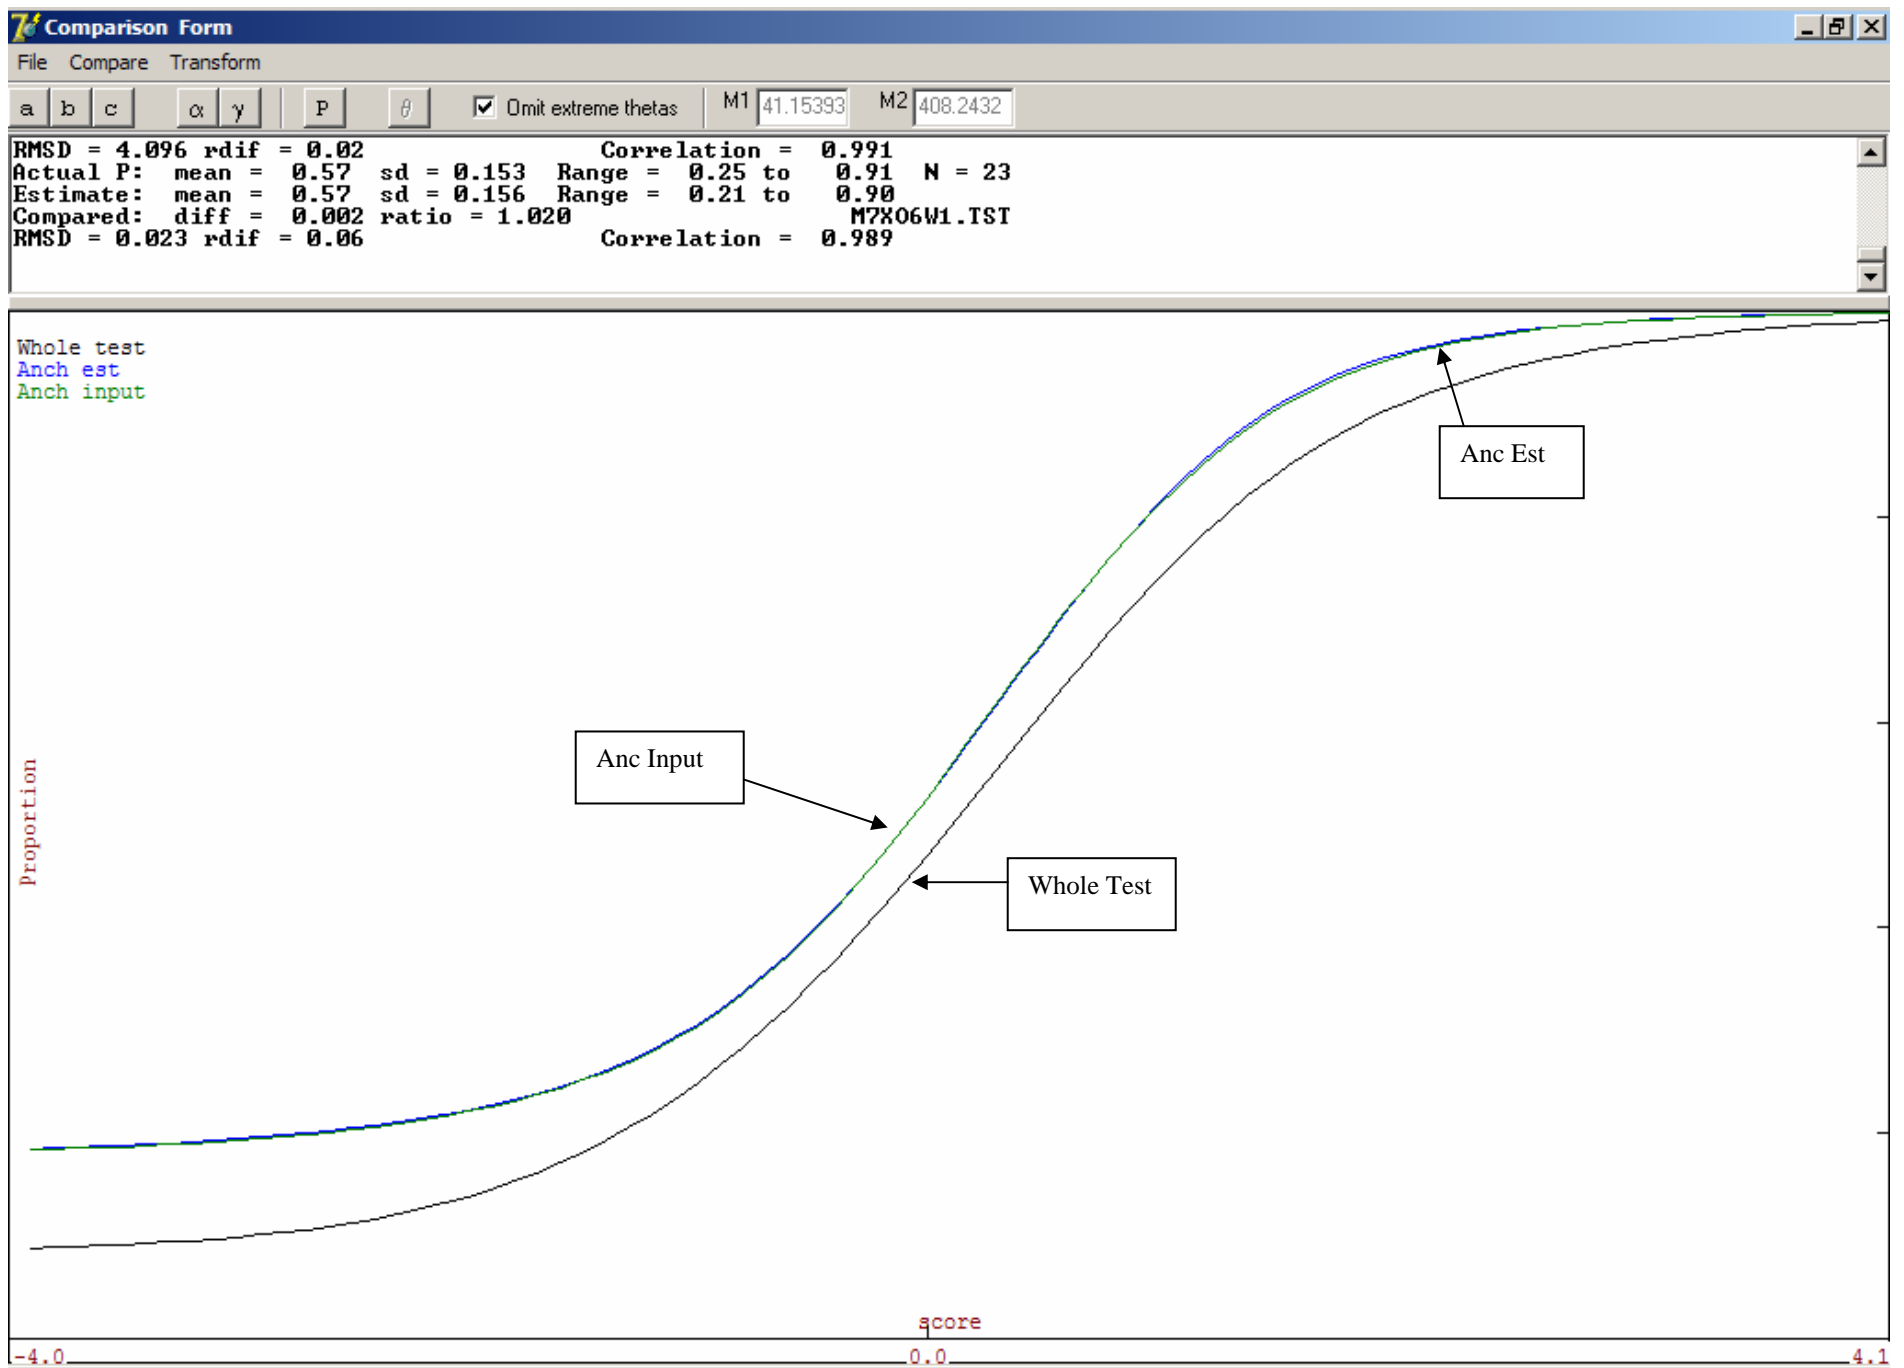 Comparison Form
File Compare Transform
a b c α γ P θ Omit extreme thetas M1 41.15393 M2 408.2432
RMSD = 4.096 rdif = 0.02 Correlation = 0.991
Actual P: mean = 0.57 sd = 0.153 Range = 0.25 to 0.91 N = 23
Estimate: mean = 0.57 sd = 0.156 Range = 0.21 to 0.90
Compared: diff = 0.002 ratio = 1.020 M7XO6W1.TST
RMSD = 0.023 rdif = 0.06 Correlation = 0.989
Whole test
Anch est
Anch input
Anc Est
Anc Input
Whole Test
Proportion
score
-4.0 0.0 4.1